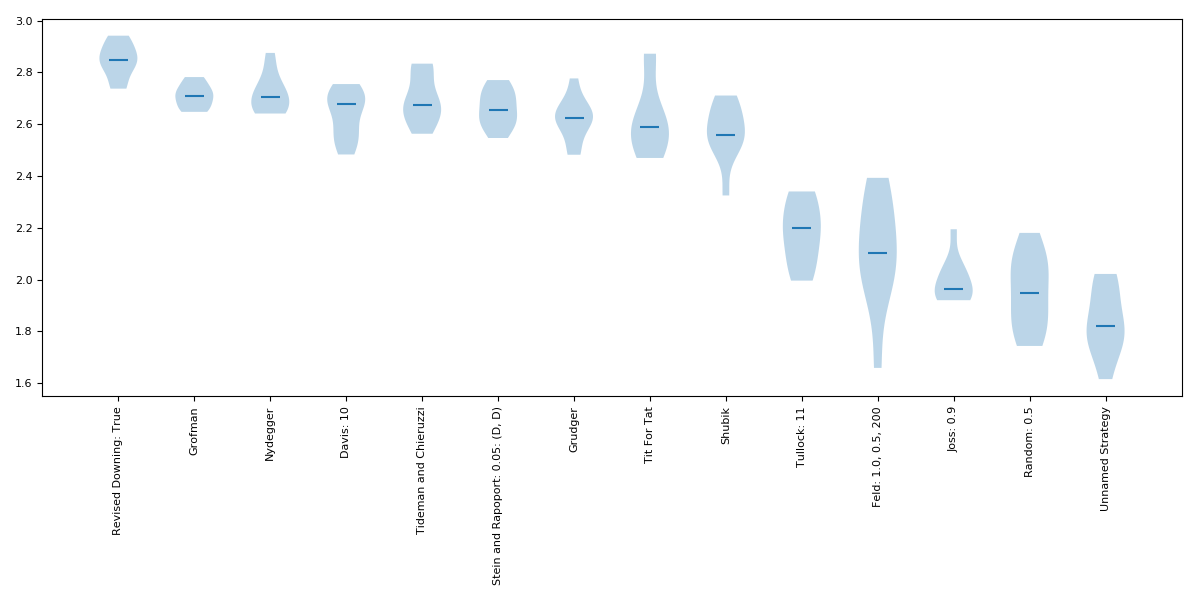 3.0
2.8
2.6
2.4
2.2
2.0
1.8
1.6
Revised Downing: True
Grofman
Nydegger
Davis: 10
Tideman and Chieruzzi
Stein and Rapoport: 0.05: (D, D)
Grudger
Tit For Tat
Shubik
Tullock: 11
Feld: 1.0, 0.5, 200
Joss: 0.9
Random: 0.5
Unnamed Strategy